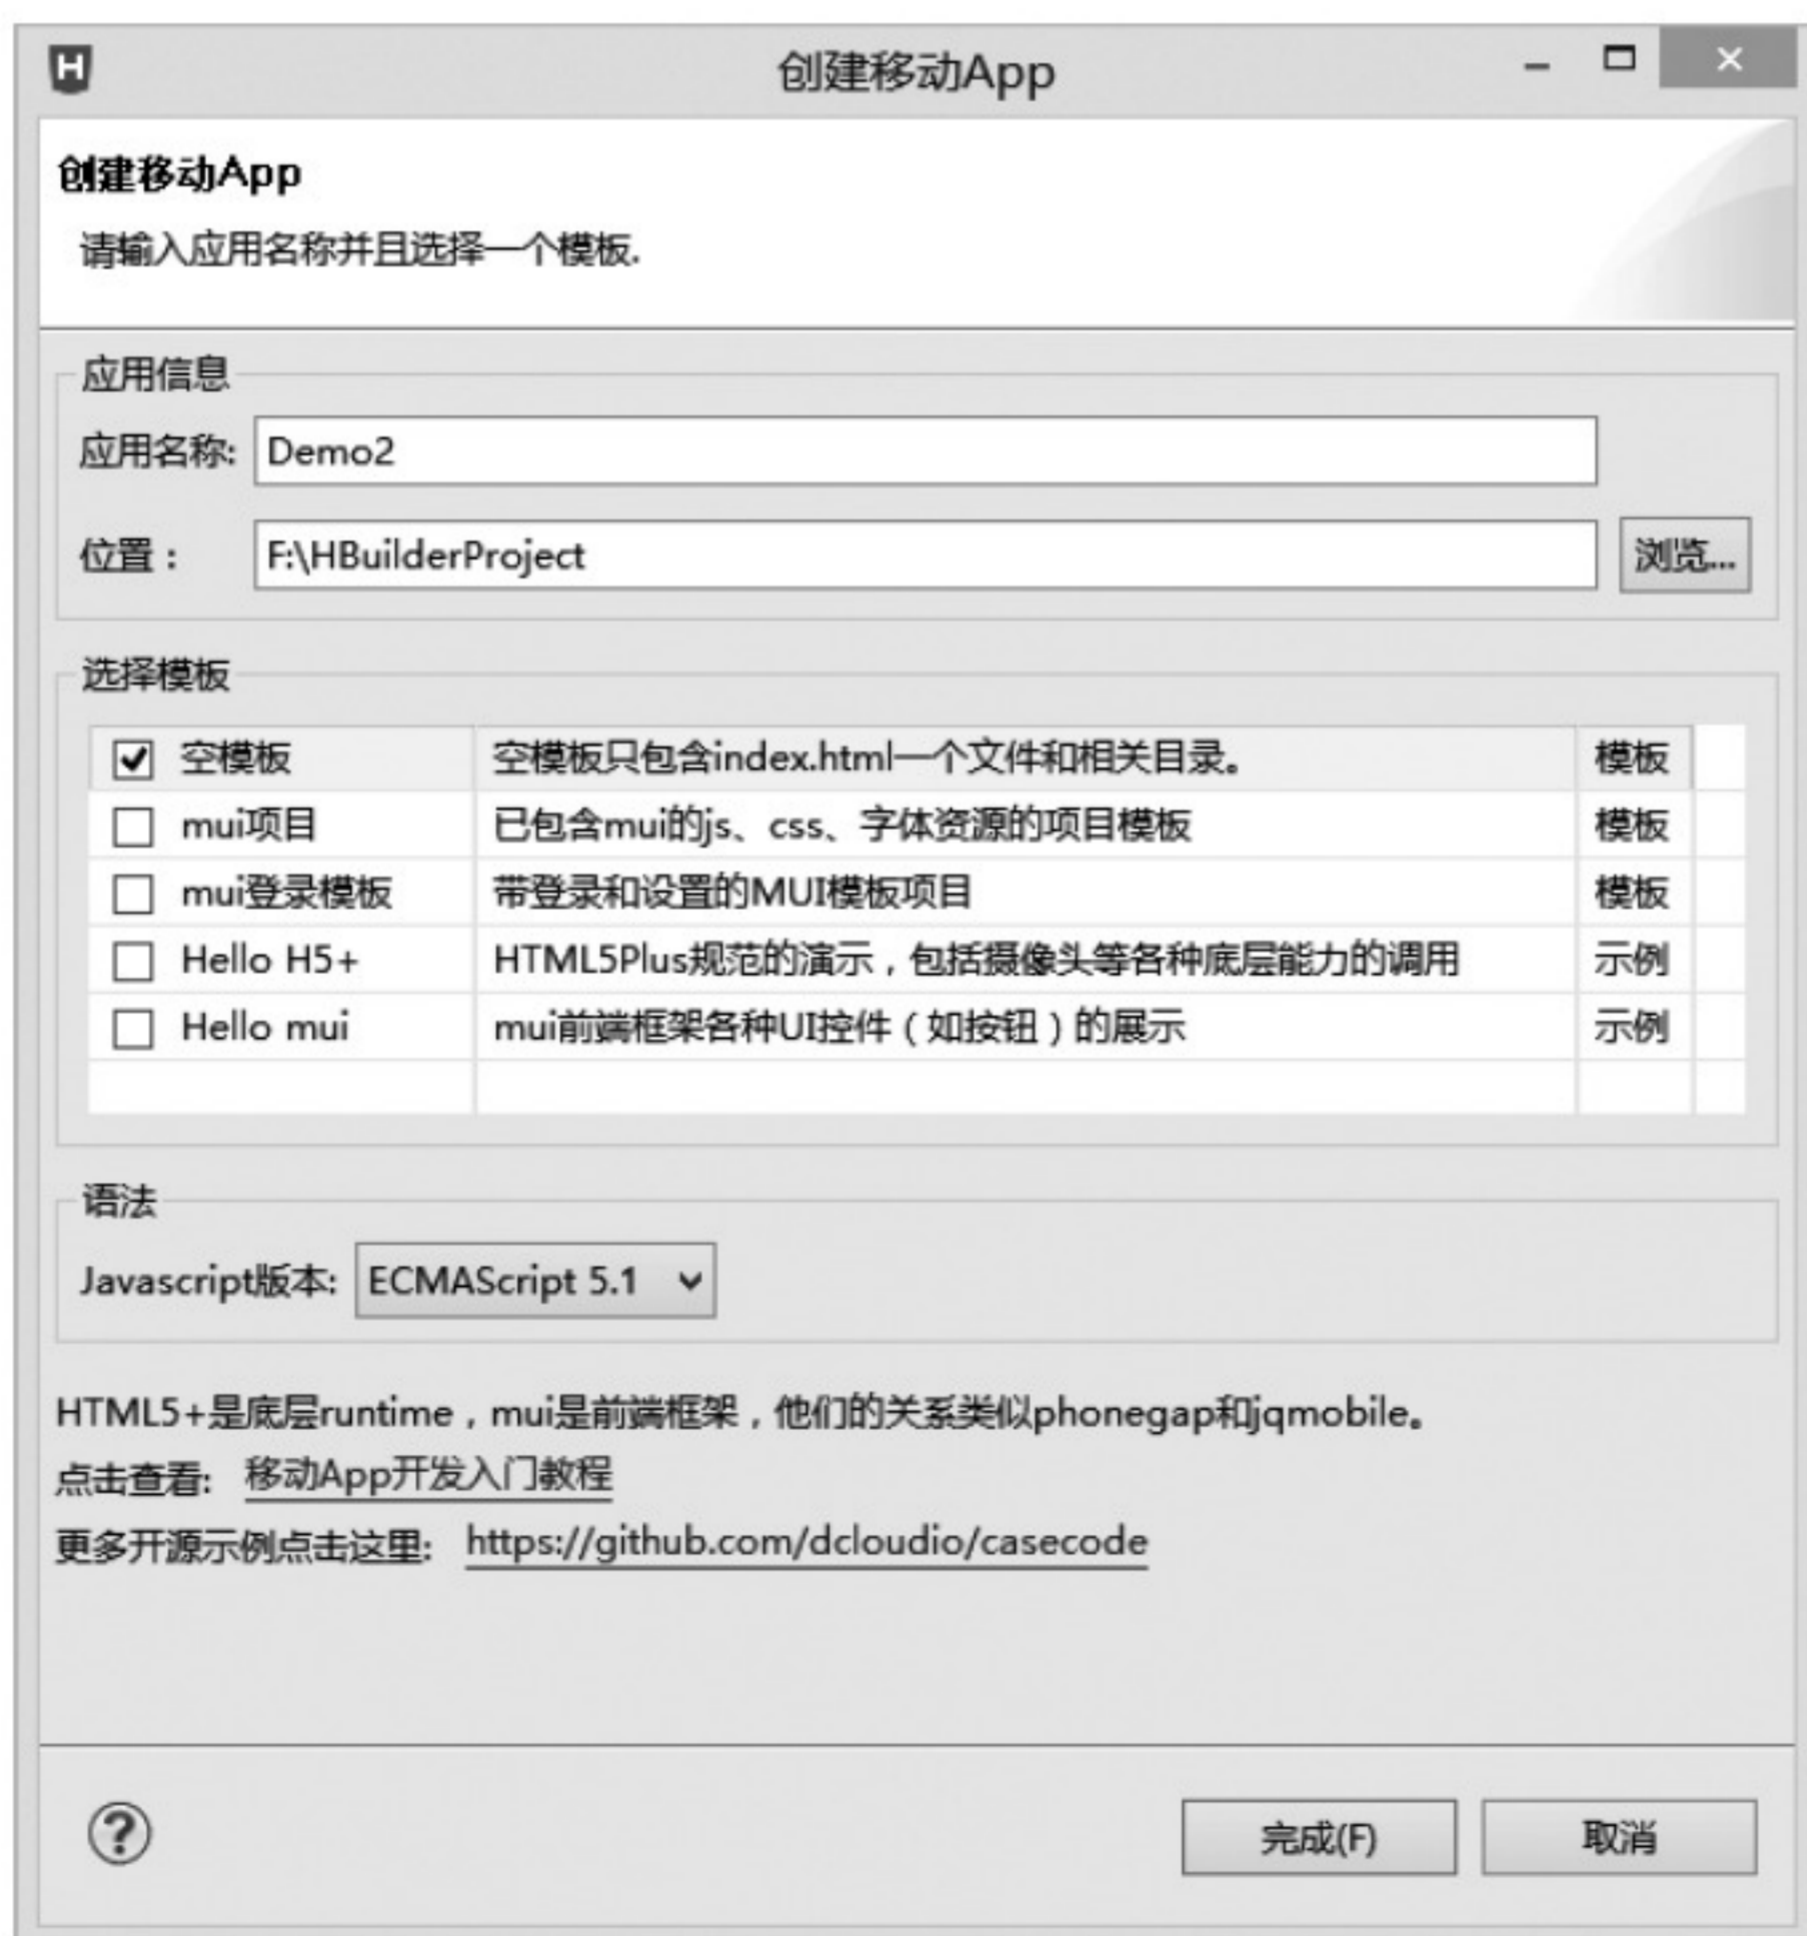 H
创建移动App
创建移动App
请输入应用名称并且选择一个模板.
应用信息
应用名称: Demo2
位置： F:\HBuilderProject 浏览...
选择模板
空模板 空模板只包含index.html一个文件和相关目录。 模板
mui项目 已包含mui的js、css、字体资源的项目模板 模板
mui登录模板 带登录和设置的MUI模板项目 模板
Hello H5+ HTML5Plus规范的演示，包括摄像头等各种底层能力的调用 示例
Hello mui mui前端框架各种UI控件（如按钮）的展示 示例
语法
Javascript版本: ECMAScript 5.1
HTML5+是底层runtime，mui是前端框架，他们的关系类似phonegap和jqmobile。
点击查看: 移动App开发入门教程
更多开源示例点击这里: https://github.com/dcloudio/casecode
? 完成(F) 取消